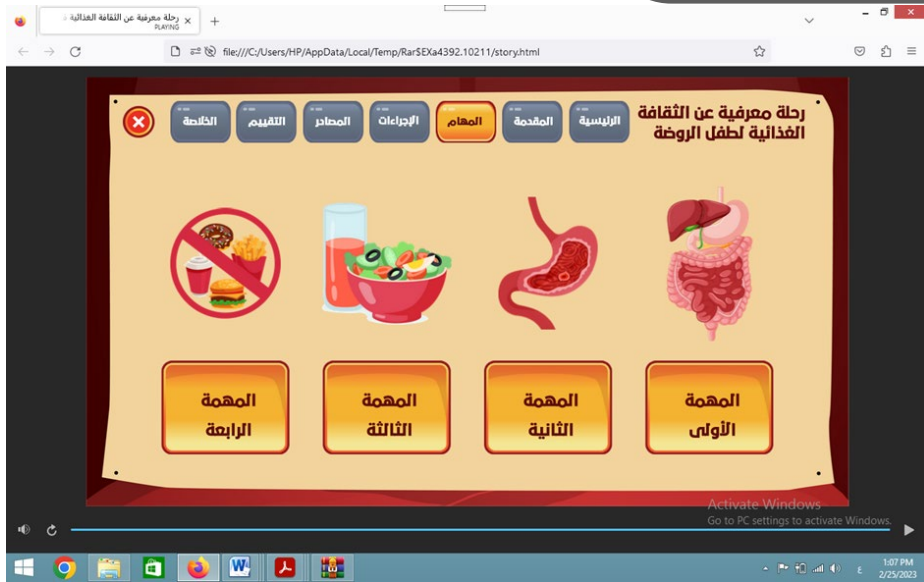 رحلة معرفية عن الثقافة الغذائية
PLAYING
file:///C:/Users/HP/AppData/Local/Temp/Rar$EXa4392.10211/story.html
رحلة معرفية عن الثقافة
الغذائية لطفل الروضة
الرئيسية
المقدمة
المهام
الإجراءات
المصادر
التقييم
الخلاصة
المهمة
الأولى
المهمة
الثانية
المهمة
الثالثة
المهمة
الرابعة
Activate Windows
Go to PC settings to activate Windows.
ع
1:07 PM
2/25/2023